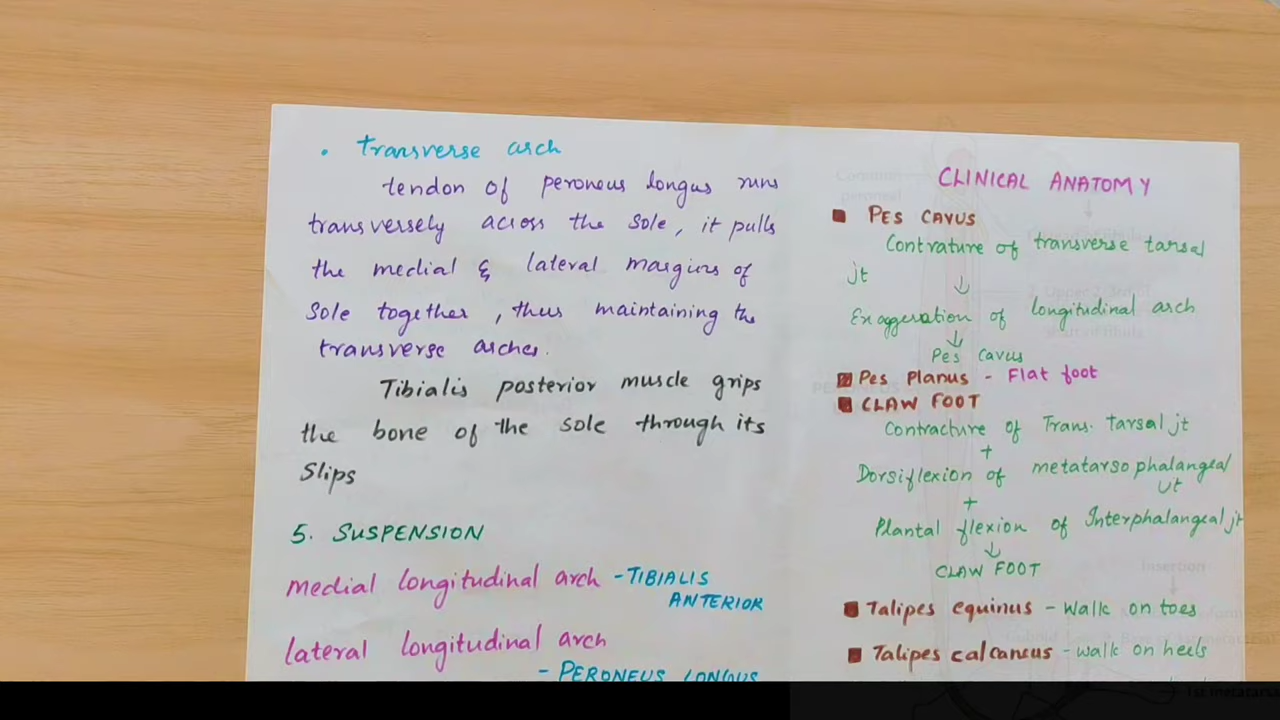 • Transverse arch
tendon of peroneus longus runs
transversely across the sole, it pulls
the medial & lateral margins of
Sole together, thus maintaining the
transverse arches.
Tibialis posterior muscle grips
the bone of the sole through its
Slips
5. SUSPENSION
medial longitudinal arch - TIBIALIS
ANTERIOR
lateral longitudinal arch
- PERONEUS LONGUS
CLINICAL ANATOMY
■ PES CAVUS
Contrature of transverse tarsal
jt
↓
Exaggeration of longitudinal arch
↓
Pes cavus
■ Pes Planus - Flat foot
■ CLAW FOOT
Contracture of Trans. tarsal jt
+
Dorsiflexion of metatarso phalangeal
jt
+
Plantal flexion of Interphalangeal jt
↓
CLAW FOOT
■ Talipes equinus - walk on toes
■ Talipes calcaneus - walk on heels